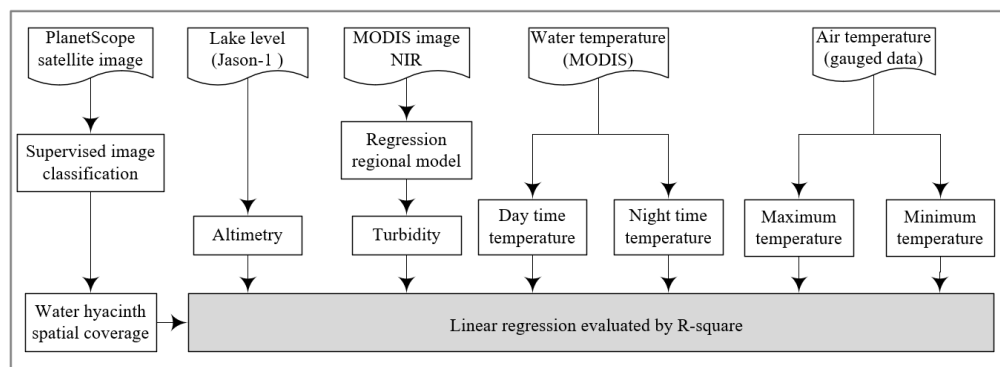 PlanetScope
satellite image
Lake level
(Jason-1 )
MODIS image
NIR
Water temperature
(MODIS)
Air temperature
(gauged data)
Supervised image
classification
Regression
regional model
Altimetry
Turbidity
Day time
temperature
Night time
temperature
Maximum
temperature
Minimum
temperature
Water hyacinth
spatial coverage
Linear regression evaluated by R-square